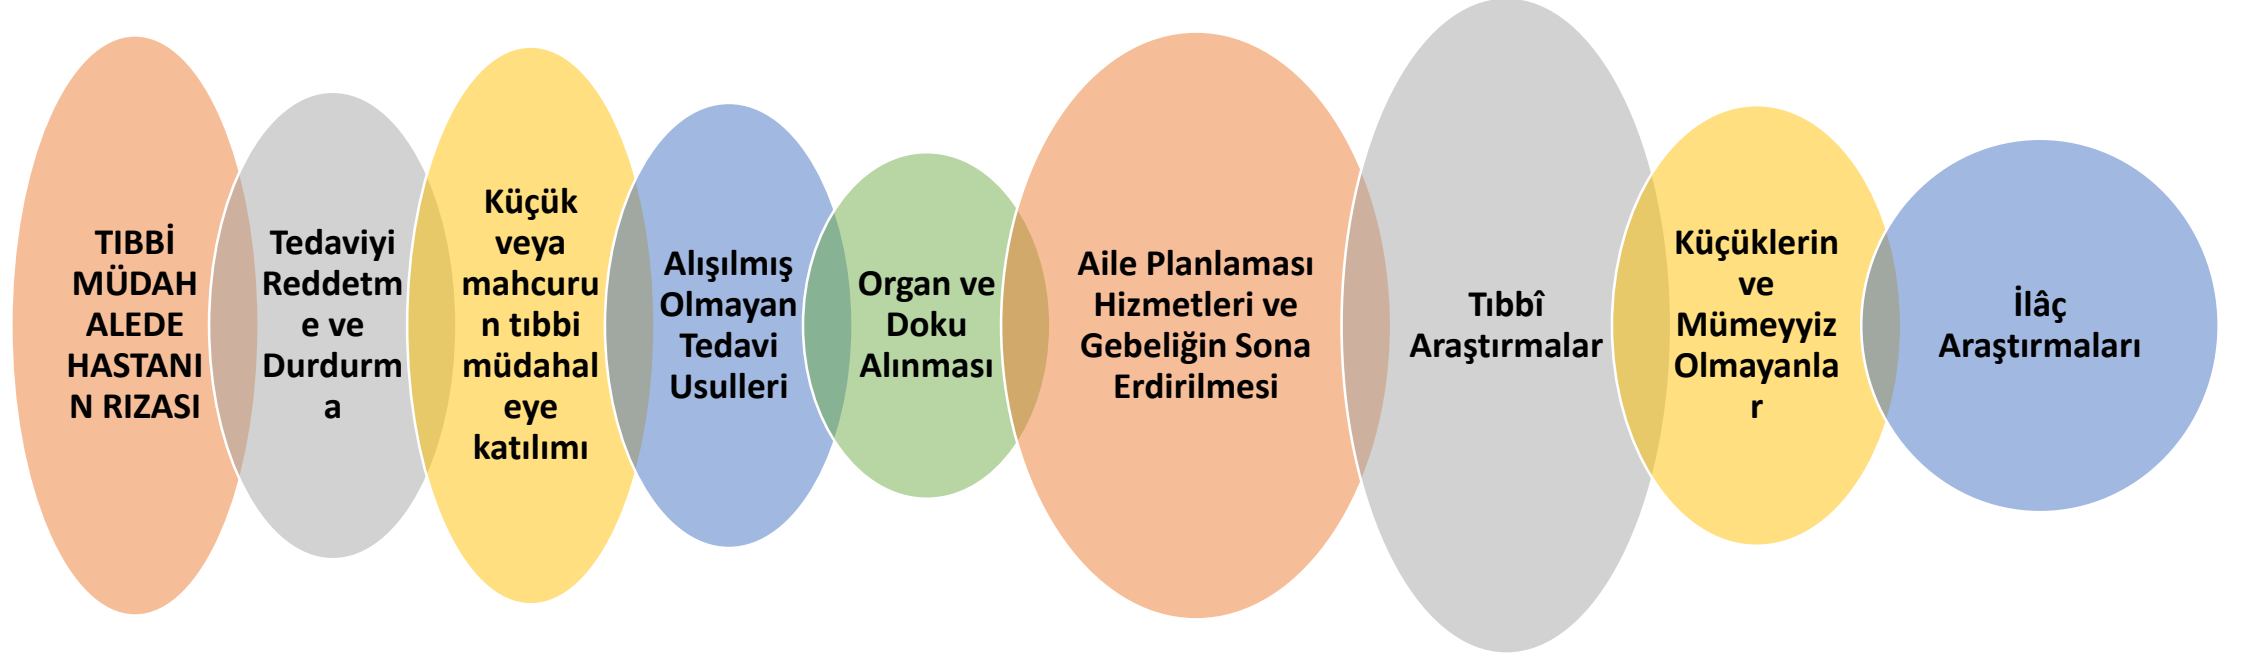 TIBBİ
MÜDAH
ALEDE
HASTANI
N RIZASI
Tedaviyi
Reddetm
e ve
Durdurm
a
Küçük
veya
mahcuru
n tıbbi
müdahal
eye
katılımı
Alışılmış
Olmayan
Tedavi
Usulleri
Organ ve
Doku
Alınması
Aile Planlaması
Hizmetleri ve
Gebeliğin Sona
Erdirilmesi
Tıbbî
Araştırmalar
Küçüklerin
ve
Mümeyyiz
Olmayanla
r
İlâç
Araştırmaları